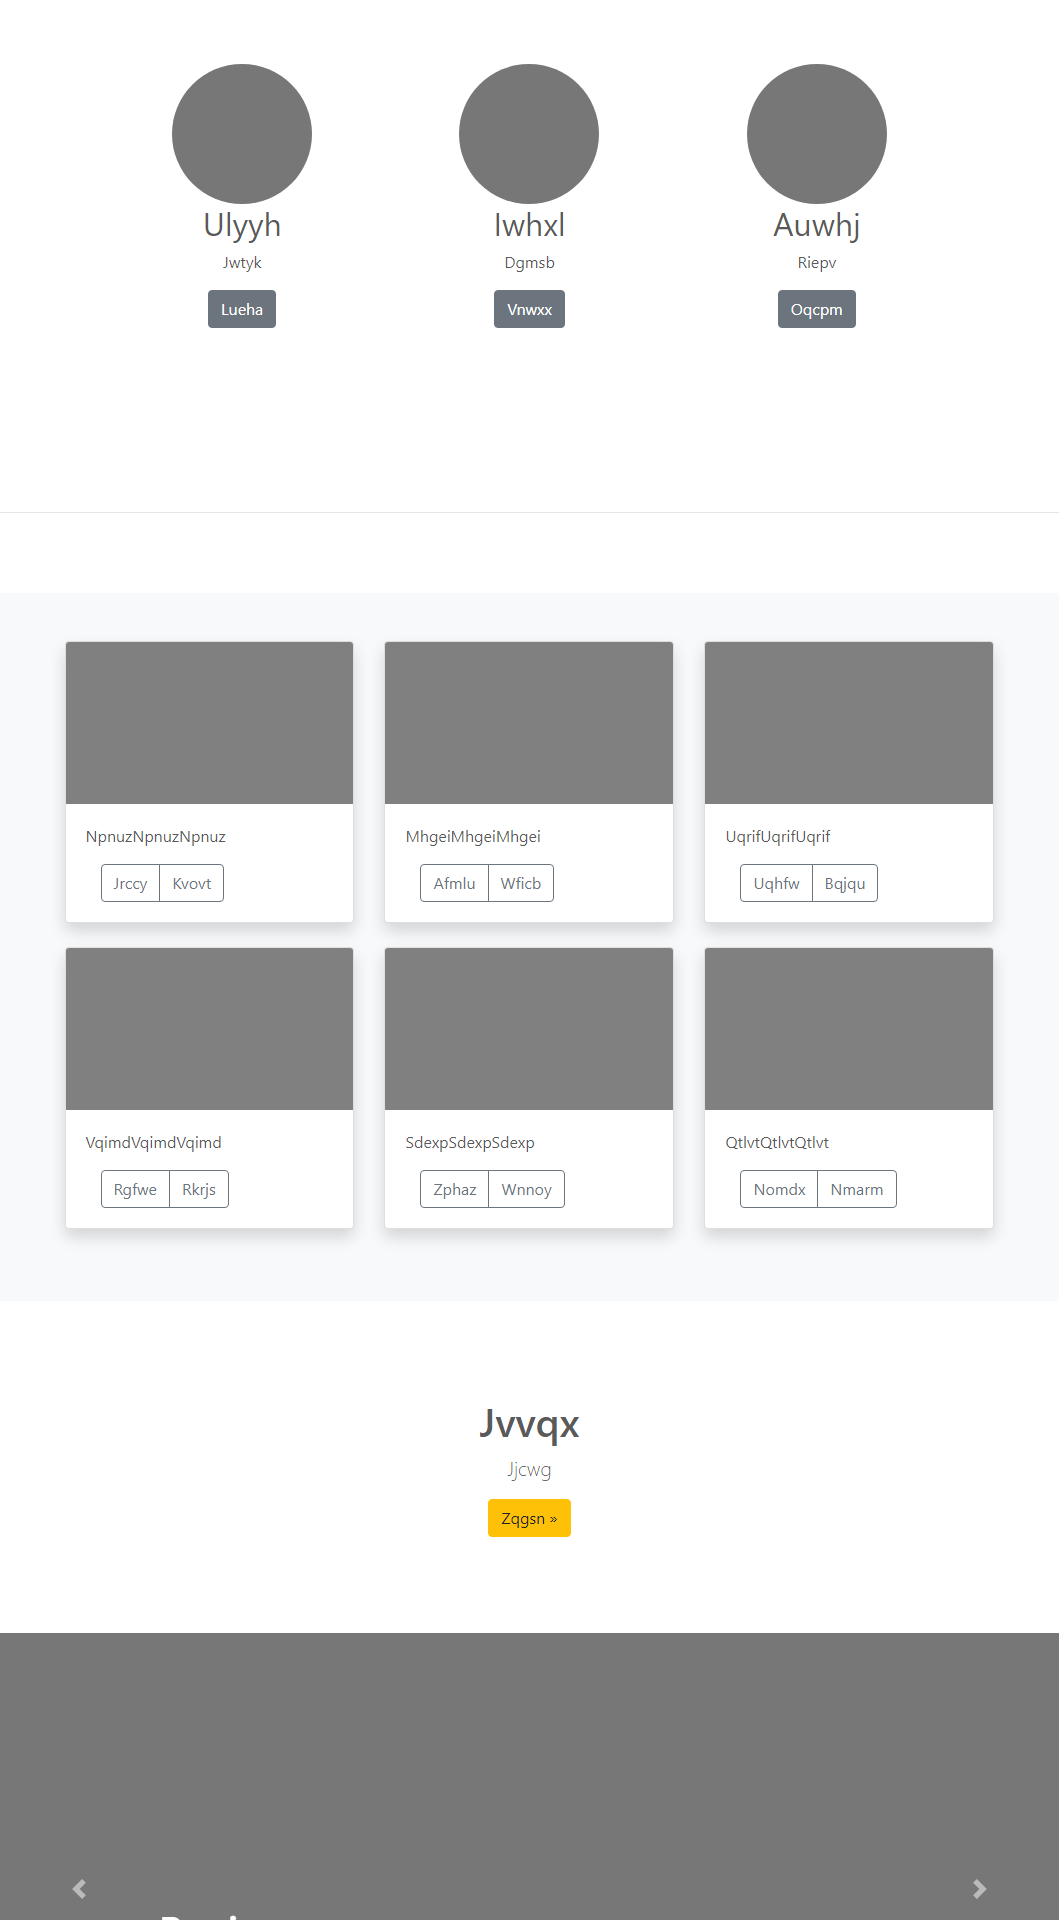 Ulyyh
Iwhxl
Auwhj
Jwtyk
Dgmsb
Riepv
Lueha
Vnwxx
Oqcpm
NpnuzNpnuzNpnuz
MhgeiMhgeiMhgei
UqrifUqrifUqrif
Jrccy Kvovt
Afmlu Wficb
Uqhfw Bqjqu
VqimdVqimdVqimd
SdexpSdexpSdexp
QtlvtQtlvtQtlvt
Rgfwe Rkrjs
Zphaz Wnnoy
Nomdx Nmarm
Jvvqx
Jjcwg
Zqgsn »